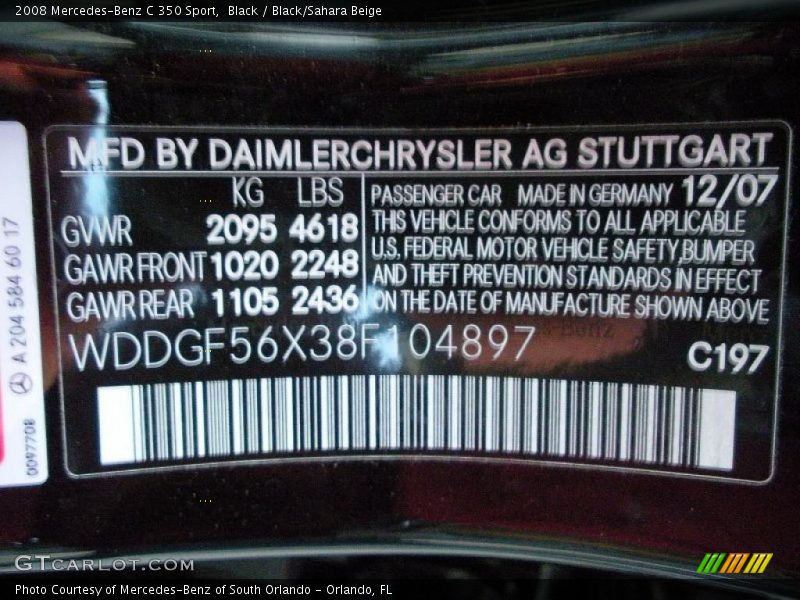 2008 Mercedes-Benz C 350 Sport,  Black / Black/Sahara Beige
MFD BY DAIMLERCHRYSLER AG STUTTGART
KG LBS
GVWR 2095 4618
GAWR FRONT 1020 2248
GAWR REAR 1105 2436
PASSENGER CAR MADE IN GERMANY 12/07
THIS VEHICLE CONFORMS TO ALL APPLICABLE
U.S. FEDERAL MOTOR VEHICLE SAFETY,BUMPER
AND THEFT PREVENTION STANDARDS IN EFFECT
ON THE DATE OF MANUFACTURE SHOWN ABOVE
WDDGF56X38F104897
C197
A 204 584 60 17
0097708
GTCARLOT.COM
Photo Courtesy of Mercedes-Benz of South Orlando - Orlando, FL